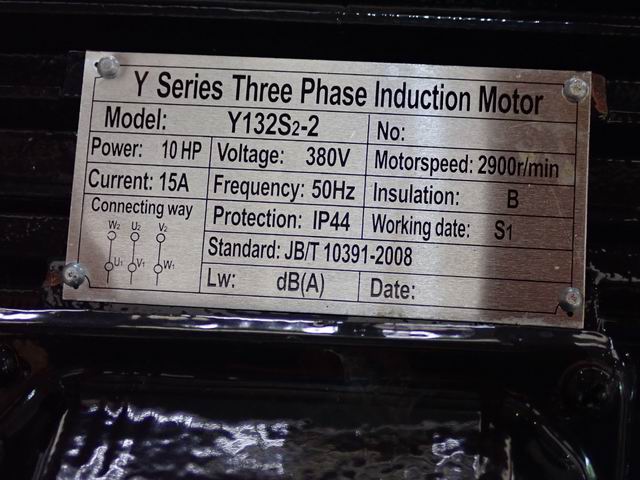 Y Series Three Phase Induction Motor
Model: Y132S2-2 No:
Power: 10 HP Voltage: 380V Motorspeed: 2900r/min
Current: 15A Frequency: 50Hz Insulation: B
Connecting way Protection: IP44 Working date: S1
W2 U2 V2
U1 V1 W1
Standard: JB/T 10391-2008
Lw: dB(A) Date: